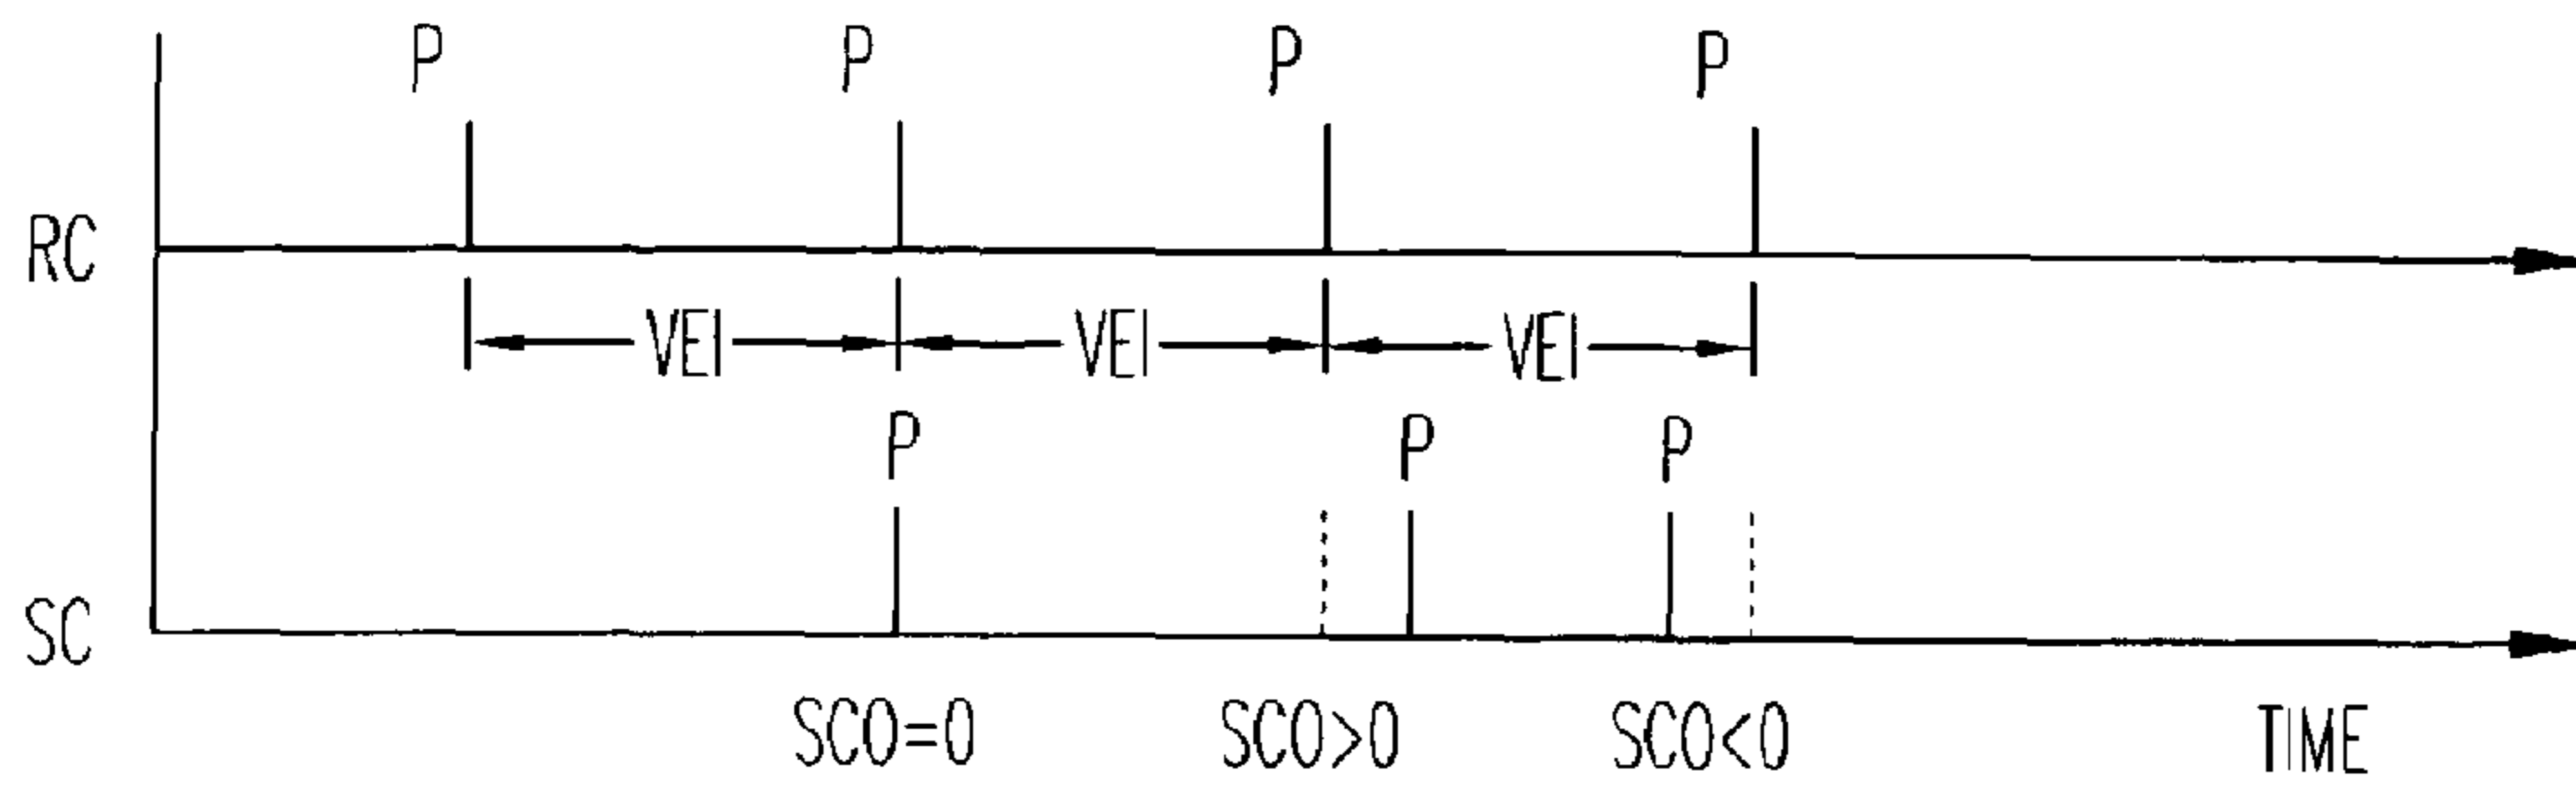 P P P P
RC
VEI VEI VEI
P P P
SC
SCO=0 SCO>0 SCO<0 TIME